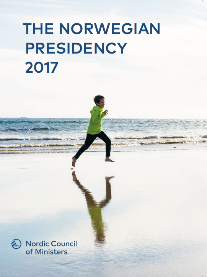 THE NORWEGIAN
PRESIDENCY
2017
Nordic Council
of Ministers